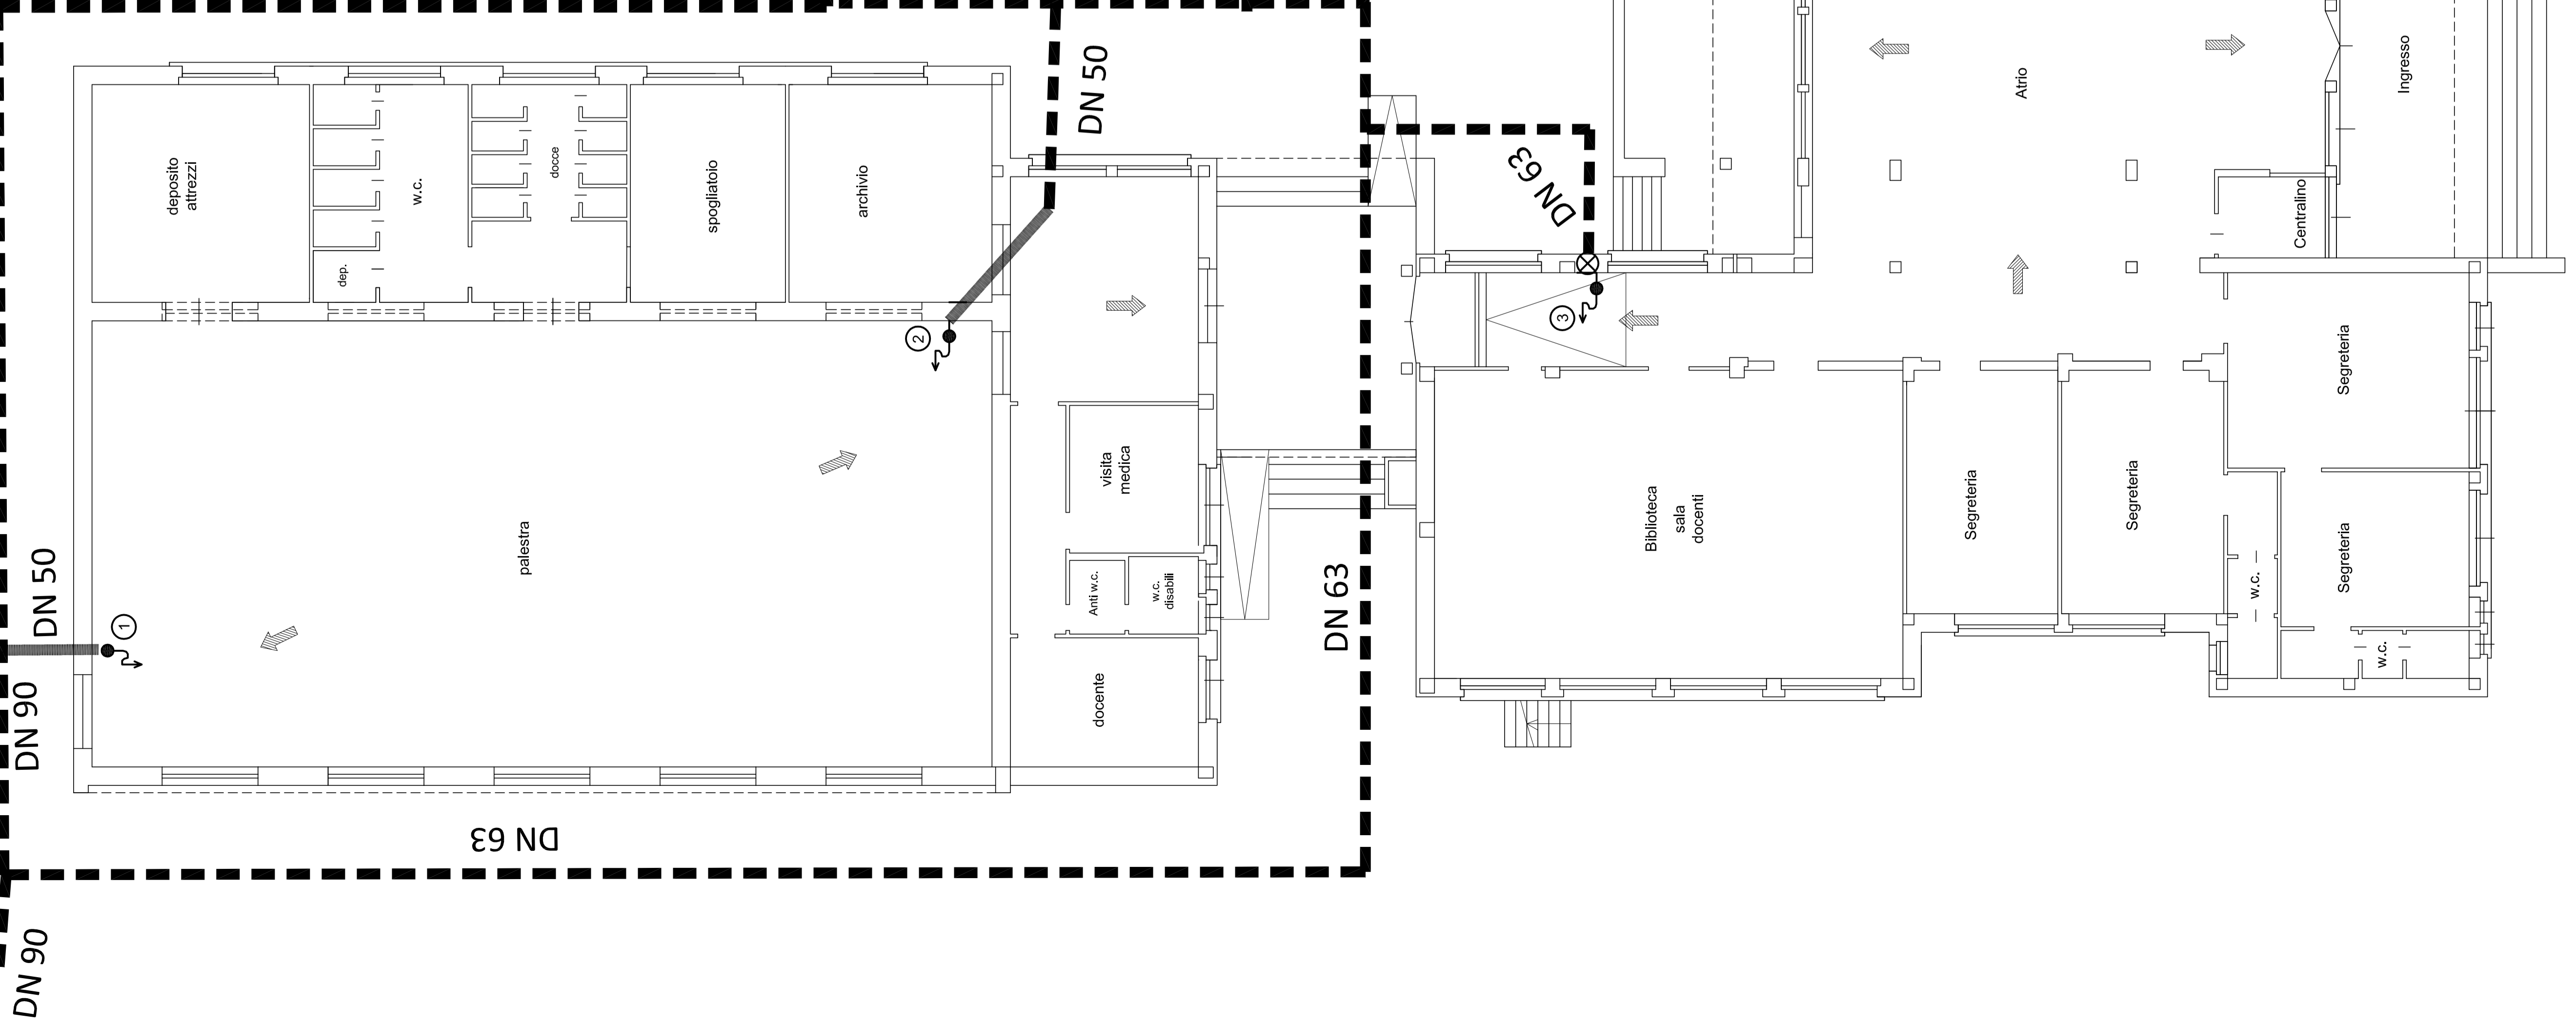 deposito
attrezzi
w.c.
dep.
docce
spogliatoio
archivio
DN 50
2
palestra
DN 50
1
DN 90
DN 63
DN 90
visita
medica
Anti w.c.
w.c.
disabili
docente
DN 63
DN 63
3
Atrio
Ingresso
Centralino
Biblioteca
sala
docenti
Segreteria
Segreteria
Segreteria
Segreteria
w.c.
w.c.